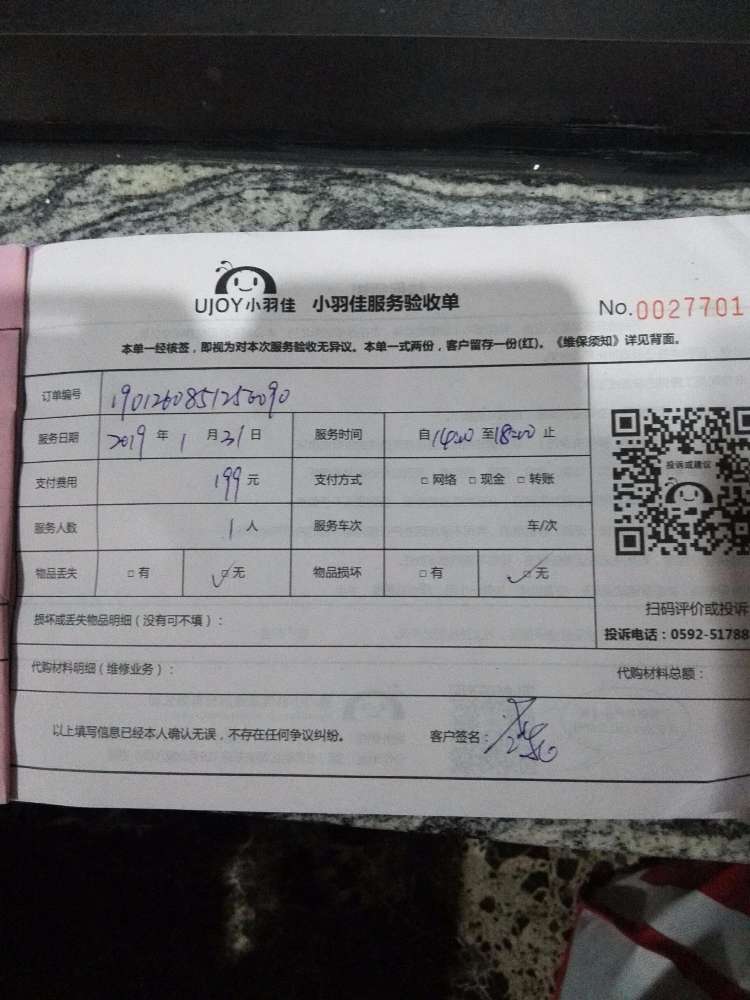 UJOY小羽佳 小羽佳服务验收单 No.0027701
本单一经核签，即视为对本次服务验收无异议。本单一式两份，客户留存一份(红)。《维保须知》详见背面。
订单编号 1901260851256090
服务日期 2019 年 1 月 31 日 服务时间 自 14:00 至 18:00 止
支付费用 199 元 支付方式 □ 网络 □ 现金 □ 转账
服务人数 1 人 服务车次 车/次
物品丢失 □ 有 ☑ 无 物品损坏 □ 有 ☑ 无
投诉或建议
扫码评价或投诉
投诉电话：0592-51788
损坏或丢失物品明细（没有可不填）：
代购材料明细（维修业务）： 代购材料总额：
以上填写信息已经本人确认无误，不存在任何争议纠纷。 客户签名：